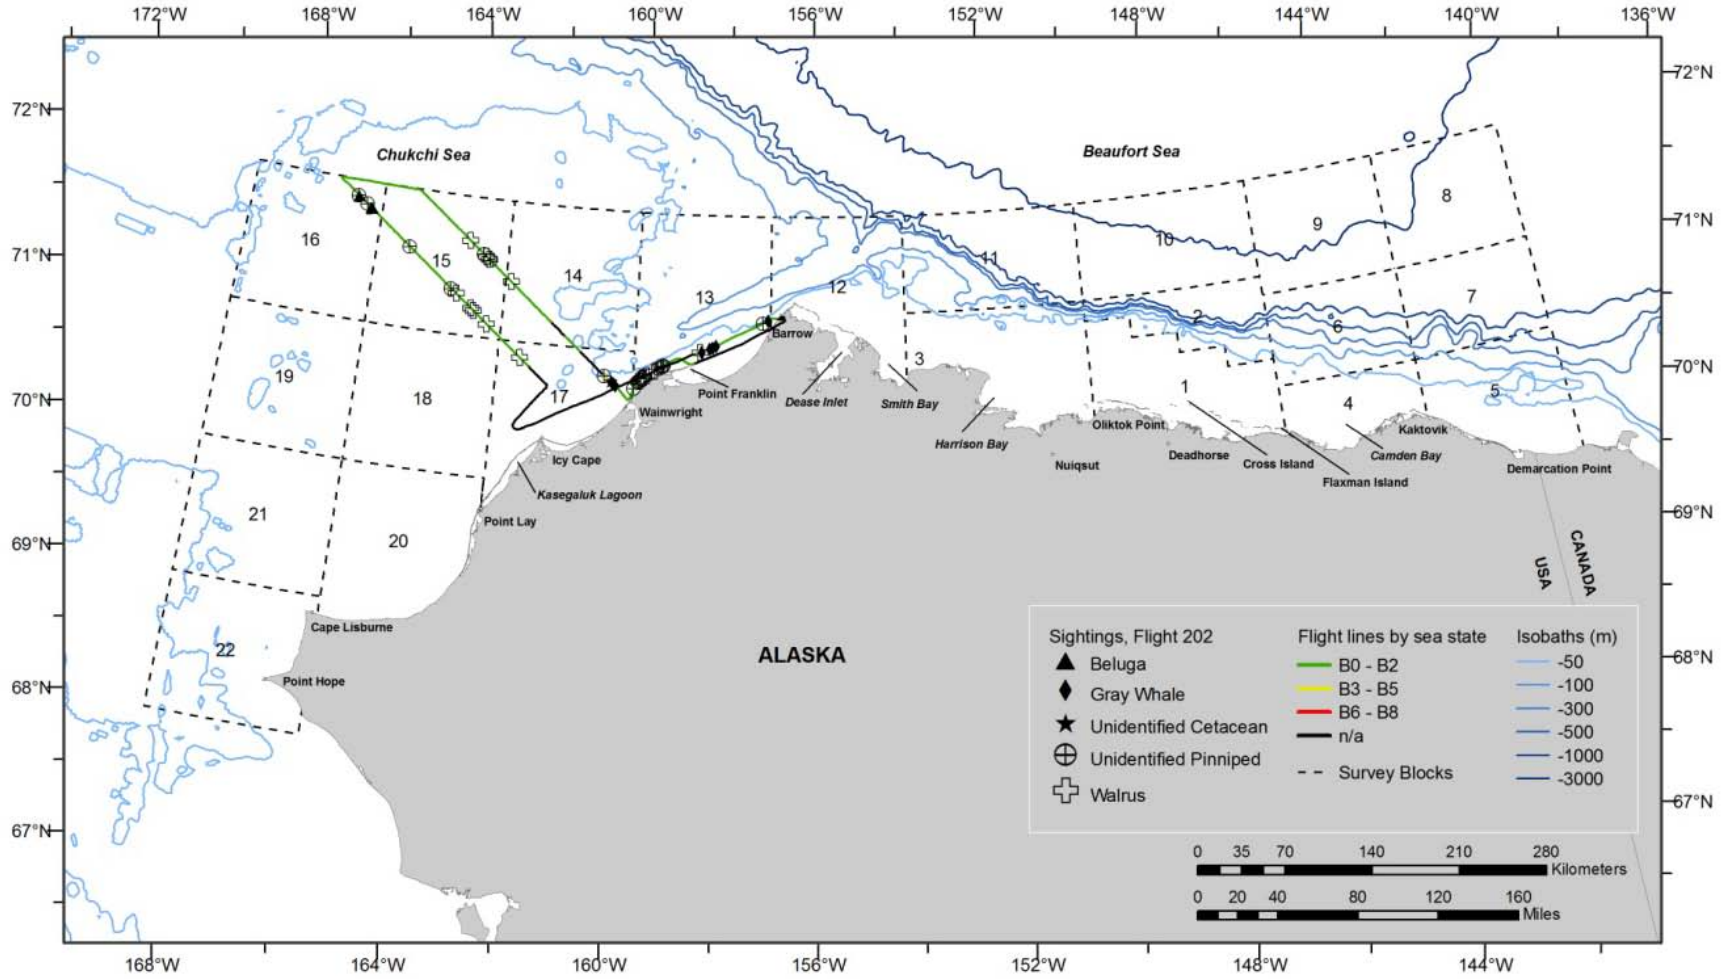 172°W 168°W 164°W 160°W 156°W 152°W 148°W 144°W 140°W 136°W
72°N
72°N
Chukchi Sea
Beaufort Sea
8
9
16
71°N
10
71°N
15
11
14
12
13
7
2
6
Barrow
70°N
3
19
17
Point Franklin
1
5
18
70°N
Dease Inlet
Smith Bay
4
Wainwright
Oliktok Point
Kaktovik
Harrison Bay
Deadhorse
Camden Bay
Icy Cape
Nuiqsut
Cross Island
Demarcation Point
Flaxman Island
Kasegaluk Lagoon
21
Point Lay
69°N
20
69°N
CANADA
USA
Cape Lisburne
22
ALASKA
68°N
Point Hope
68°N
Sightings, Flight 202
Beluga
Gray Whale
Unidentified Cetacean
Unidentified Pinniped
Walrus
Flight lines by sea state
B0 - B2
B3 - B5
B6 - B8
n/a
Survey Blocks
Isobaths (m)
-50
-100
-300
-500
-1000
-3000
67°N
67°N
0 35 70 140 210 280
Kilometers
0 20 40 80 120 160
Miles
168°W 164°W 160°W 156°W 152°W 148°W 144°W 140°W